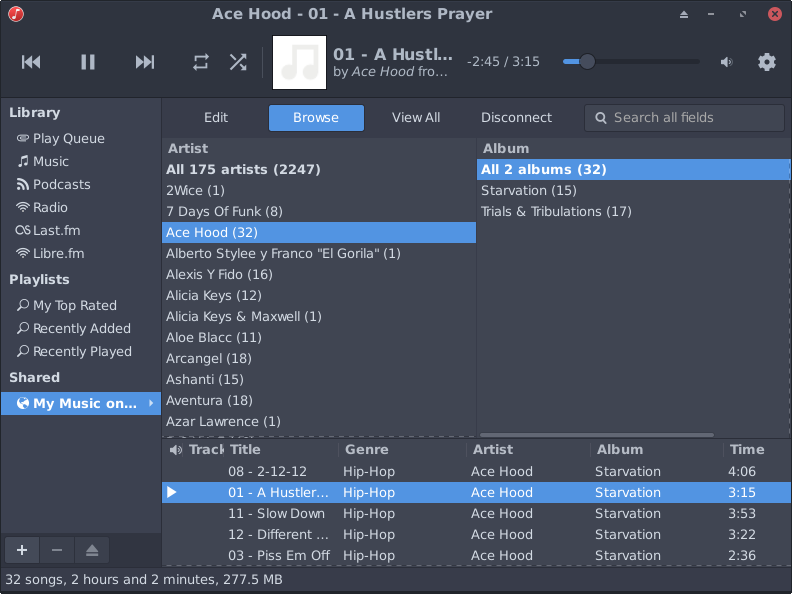 Ace Hood - 01 - A Hustlers Prayer
01 - A Hustl...
by Ace Hood fro...
-2:45 / 3:15
Library
Play Queue
Music
Podcasts
Radio
Last.fm
Libre.fm
Playlists
My Top Rated
Recently Added
Recently Played
Shared
My Music on...
Edit
Browse
View All
Disconnect
Search all fields
Artist
All 175 artists (2247)
2Wice (1)
7 Days Of Funk (8)
Ace Hood (32)
Alberto Stylee y Franco "El Gorila" (1)
Alexis Y Fido (16)
Alicia Keys (12)
Alicia Keys & Maxwell (1)
Aloe Blacc (11)
Arcangel (18)
Ashanti (15)
Aventura (18)
Azar Lawrence (1)
Album
All 2 albums (32)
Starvation (15)
Trials & Tribulations (17)
Track Title Genre Artist Album Time
08 - 2-12-12 Hip-Hop Ace Hood Starvation 4:06
01 - A Hustler... Hip-Hop Ace Hood Starvation 3:15
11 - Slow Down Hip-Hop Ace Hood Starvation 3:53
12 - Different ... Hip-Hop Ace Hood Starvation 3:22
03 - Piss Em Off Hip-Hop Ace Hood Starvation 2:36
32 songs, 2 hours and 2 minutes, 277.5 MB